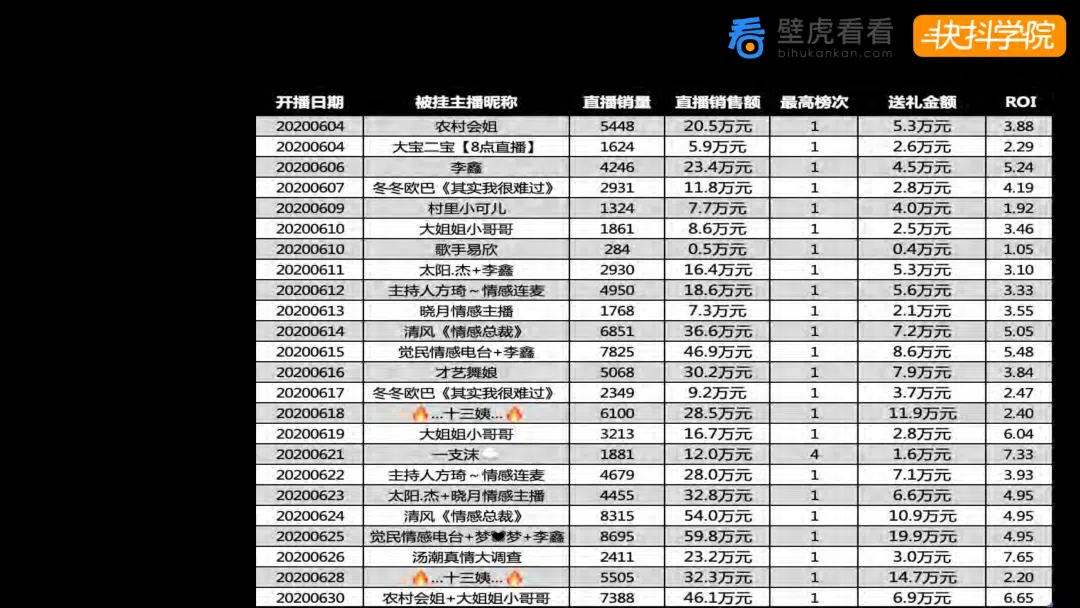 看 壁虎看看 快抖学院
bihukankan.com
开播日期 被挂主播昵称 直播销量 直播销售额 最高榜次 送礼金额 ROI
20200604 农村会姐 5448 20.5万元 1 5.3万元 3.88
20200604 大宝二宝【8点直播】 1624 5.9万元 1 2.6万元 2.29
20200606 李鑫 4246 23.4万元 1 4.5万元 5.24
20200607 冬冬欧巴《其实我很难过》 2931 11.8万元 1 2.8万元 4.19
20200609 村里小可儿 1324 7.7万元 1 4.0万元 1.92
20200610 大姐姐小哥哥 1861 8.6万元 1 2.5万元 3.46
20200610 歌手易欣 284 0.5万元 1 0.4万元 1.05
20200611 太阳.杰+李鑫 2930 16.4万元 1 5.3万元 3.10
20200612 主持人方琦～情感连麦 4950 18.6万元 1 5.6万元 3.33
20200613 晓月情感主播 1768 7.3万元 1 2.1万元 3.55
20200614 清风《情感总裁》 6851 36.6万元 1 7.2万元 5.05
20200615 觉民情感电台+李鑫 7825 46.9万元 1 8.6万元 5.48
20200616 才艺舞娘 5068 30.2万元 1 7.9万元 3.84
20200617 冬冬欧巴《其实我很难过》 2349 9.2万元 1 3.7万元 2.47
20200618 🔥...十三姨...🔥 6100 28.5万元 1 11.9万元 2.40
20200619 大姐姐小哥哥 3213 16.7万元 1 2.8万元 6.04
20200621 一支沫 1881 12.0万元 4 1.6万元 7.33
20200622 主持人方琦～情感连麦 4679 28.0万元 1 7.1万元 3.93
20200623 太阳.杰+晓月情感主播 4455 32.8万元 1 6.6万元 4.95
20200624 清风《情感总裁》 8315 54.0万元 1 10.9万元 4.95
20200625 觉民情感电台+梦🖤梦+李鑫 8695 59.8万元 1 19.9万元 4.95
20200626 汤潮真情大调查 2411 23.2万元 1 3.0万元 7.65
20200628 🔥...十三姨...🔥 5505 32.3万元 1 14.7万元 2.20
20200630 农村会姐+大姐姐小哥哥 7388 46.1万元 1 6.9万元 6.65